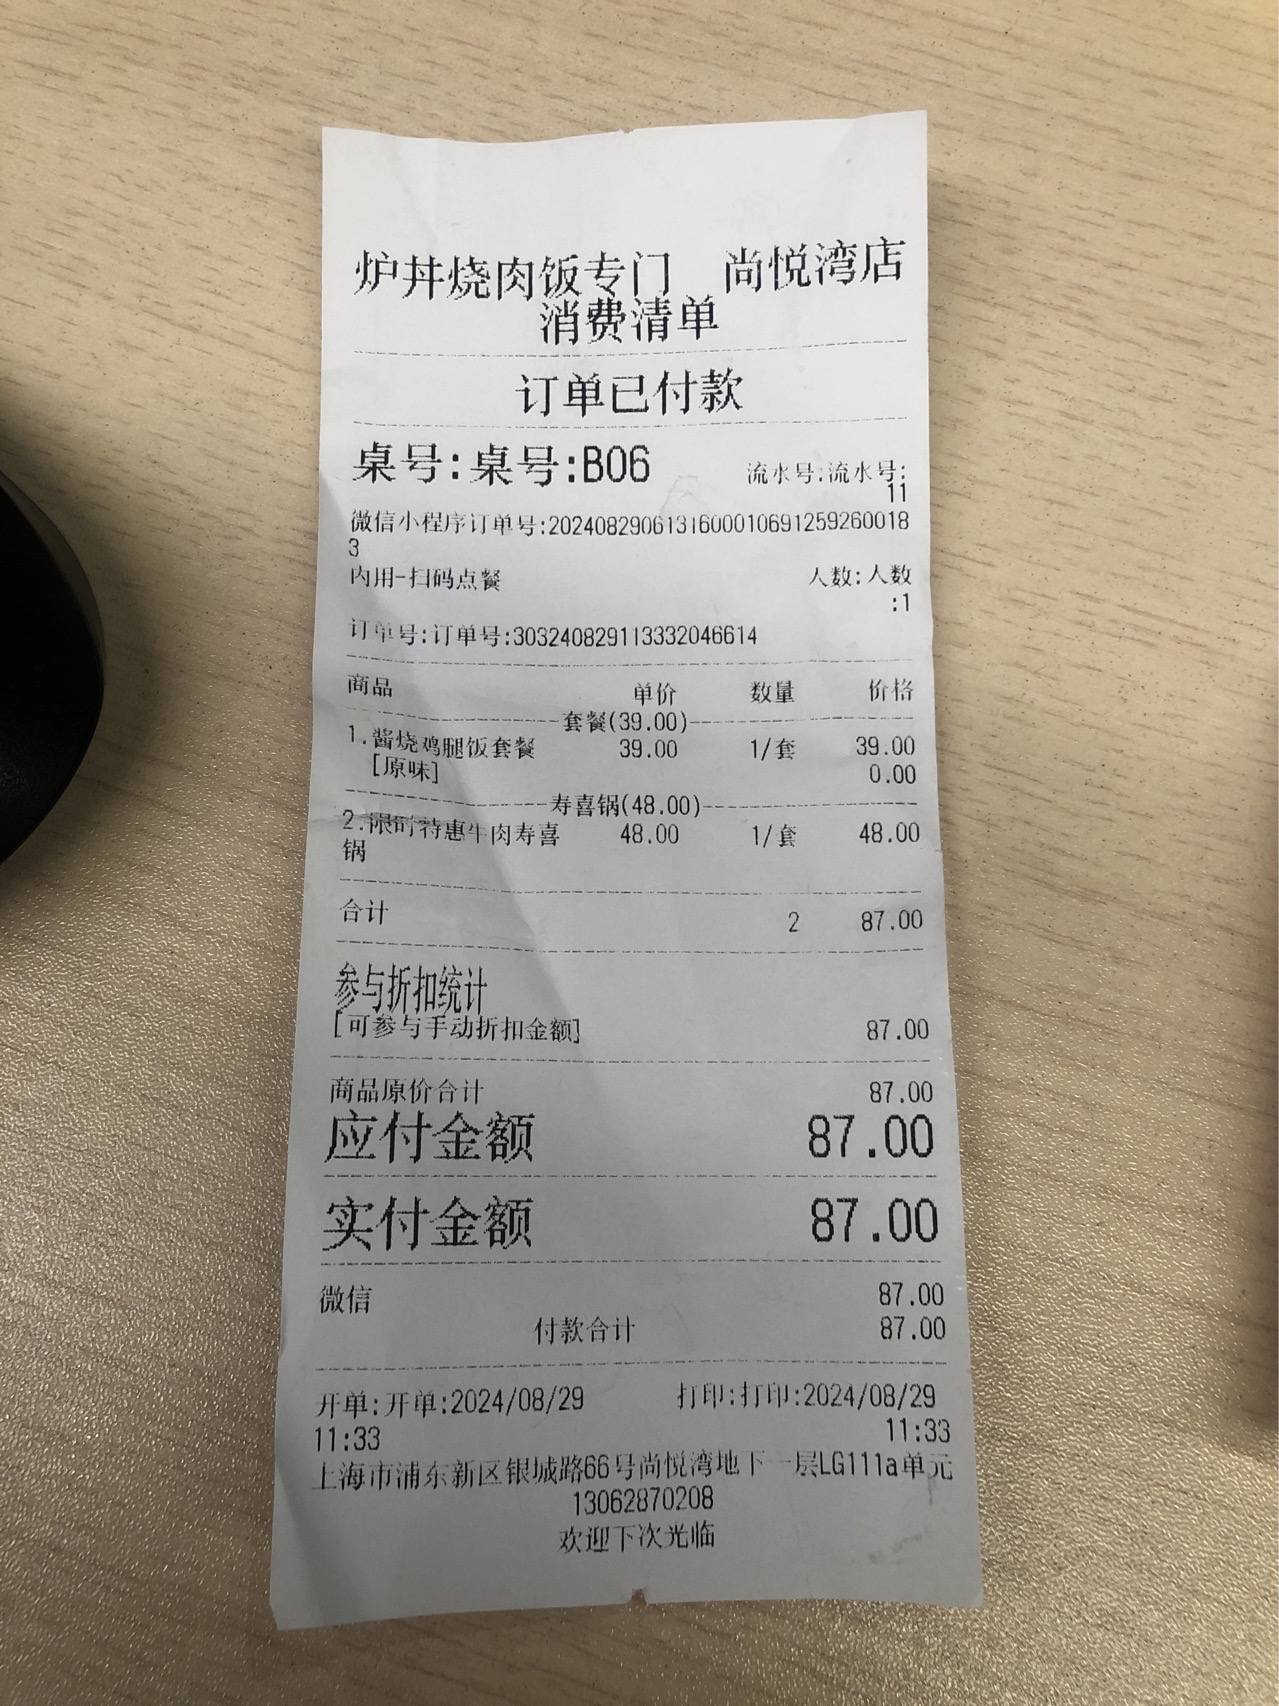 炉丼烧肉饭专门 尚悦湾店
消费清单
订单已付款
桌号:桌号:B06 流水号:流水号:
11
微信小程序订单号:2024082906131600010691259260018
3
内用-扫码点餐 人数:人数
:1
订单号:订单号:303240829113332046614
商品 单价 数量 价格
套餐(39.00)
1.酱烧鸡腿饭套餐 39.00 1/套 39.00
[原味] 0.00
寿喜锅(48.00)
2.限时特惠牛肉寿喜 48.00 1/套 48.00
锅
合计 2 87.00
参与折扣统计
[可参与手动折扣金额] 87.00
商品原价合计 87.00
应付金额 87.00
实付金额 87.00
微信 87.00
付款合计 87.00
开单:开单:2024/08/29 打印:打印:2024/08/29
11:33 11:33
上海市浦东新区银城路66号尚悦湾地下一层LG111a单元
13062870208
欢迎下次光临